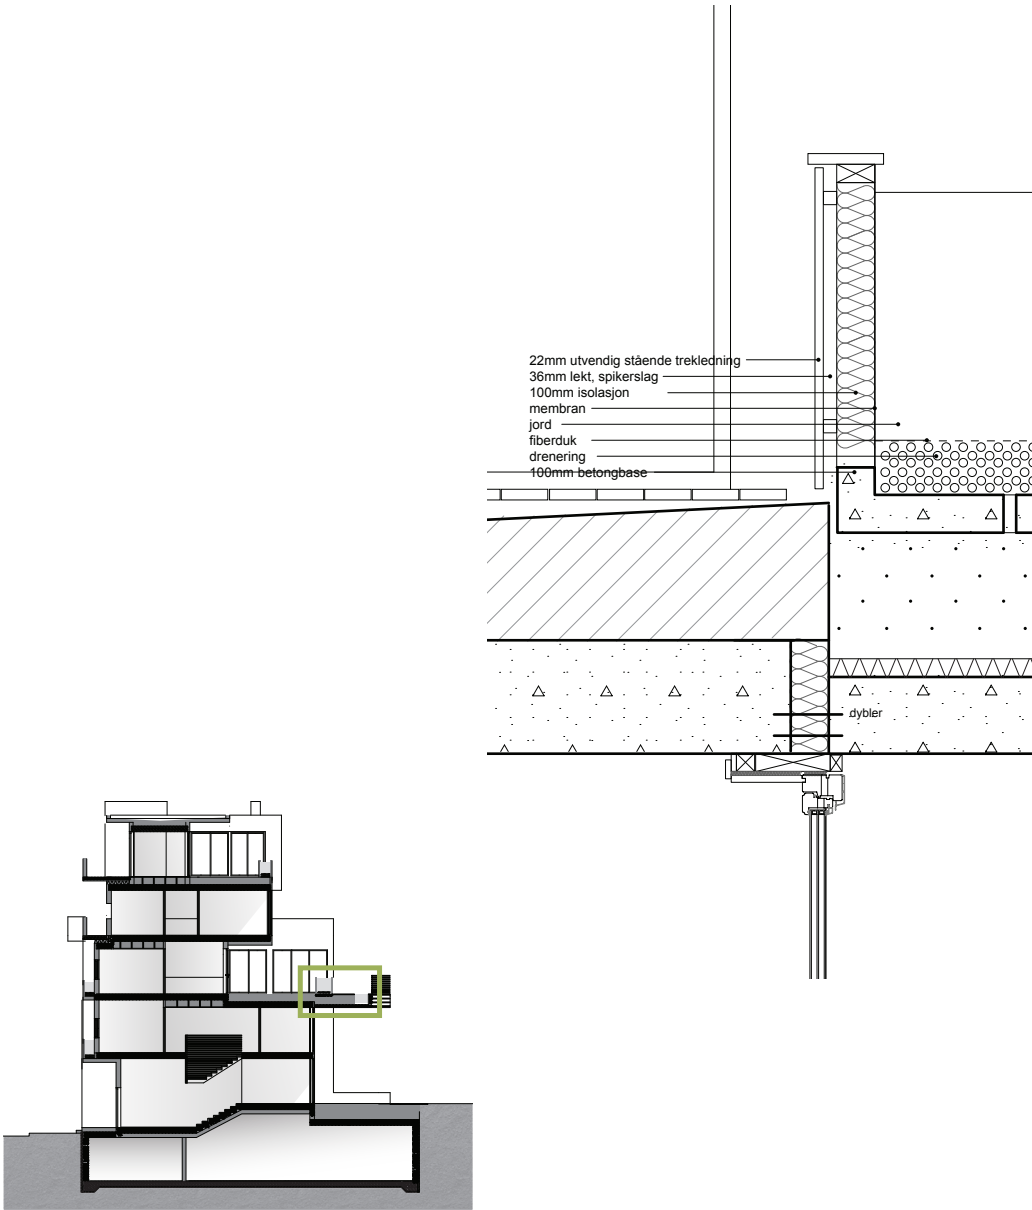 22mm utvendig stående trekledning
36mm lekt, spikerslag
100mm isolasjon
membran
jord
fiberduk
drenering
100mm betongbase
dybler